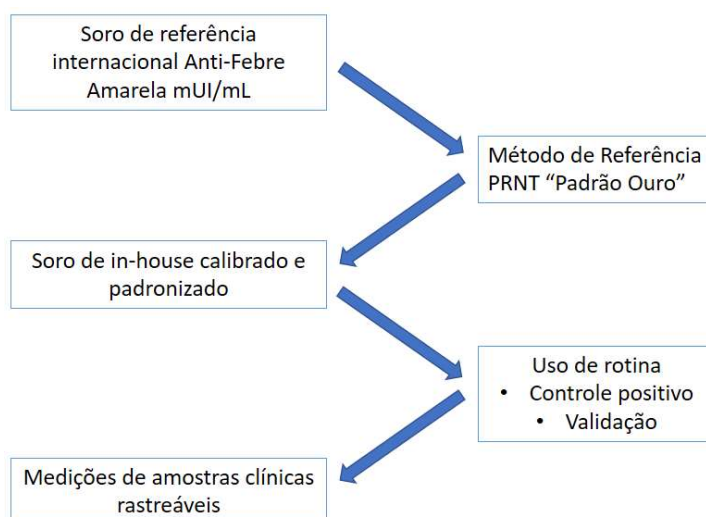 Soro de referência
internacional Anti-Febre
Amarela mUI/mL
Método de Referência
PRNT “Padrão Ouro”
Soro de in-house calibrado e
padronizado
Uso de rotina
• Controle positivo
• Validação
Medições de amostras clínicas
rastreáveis